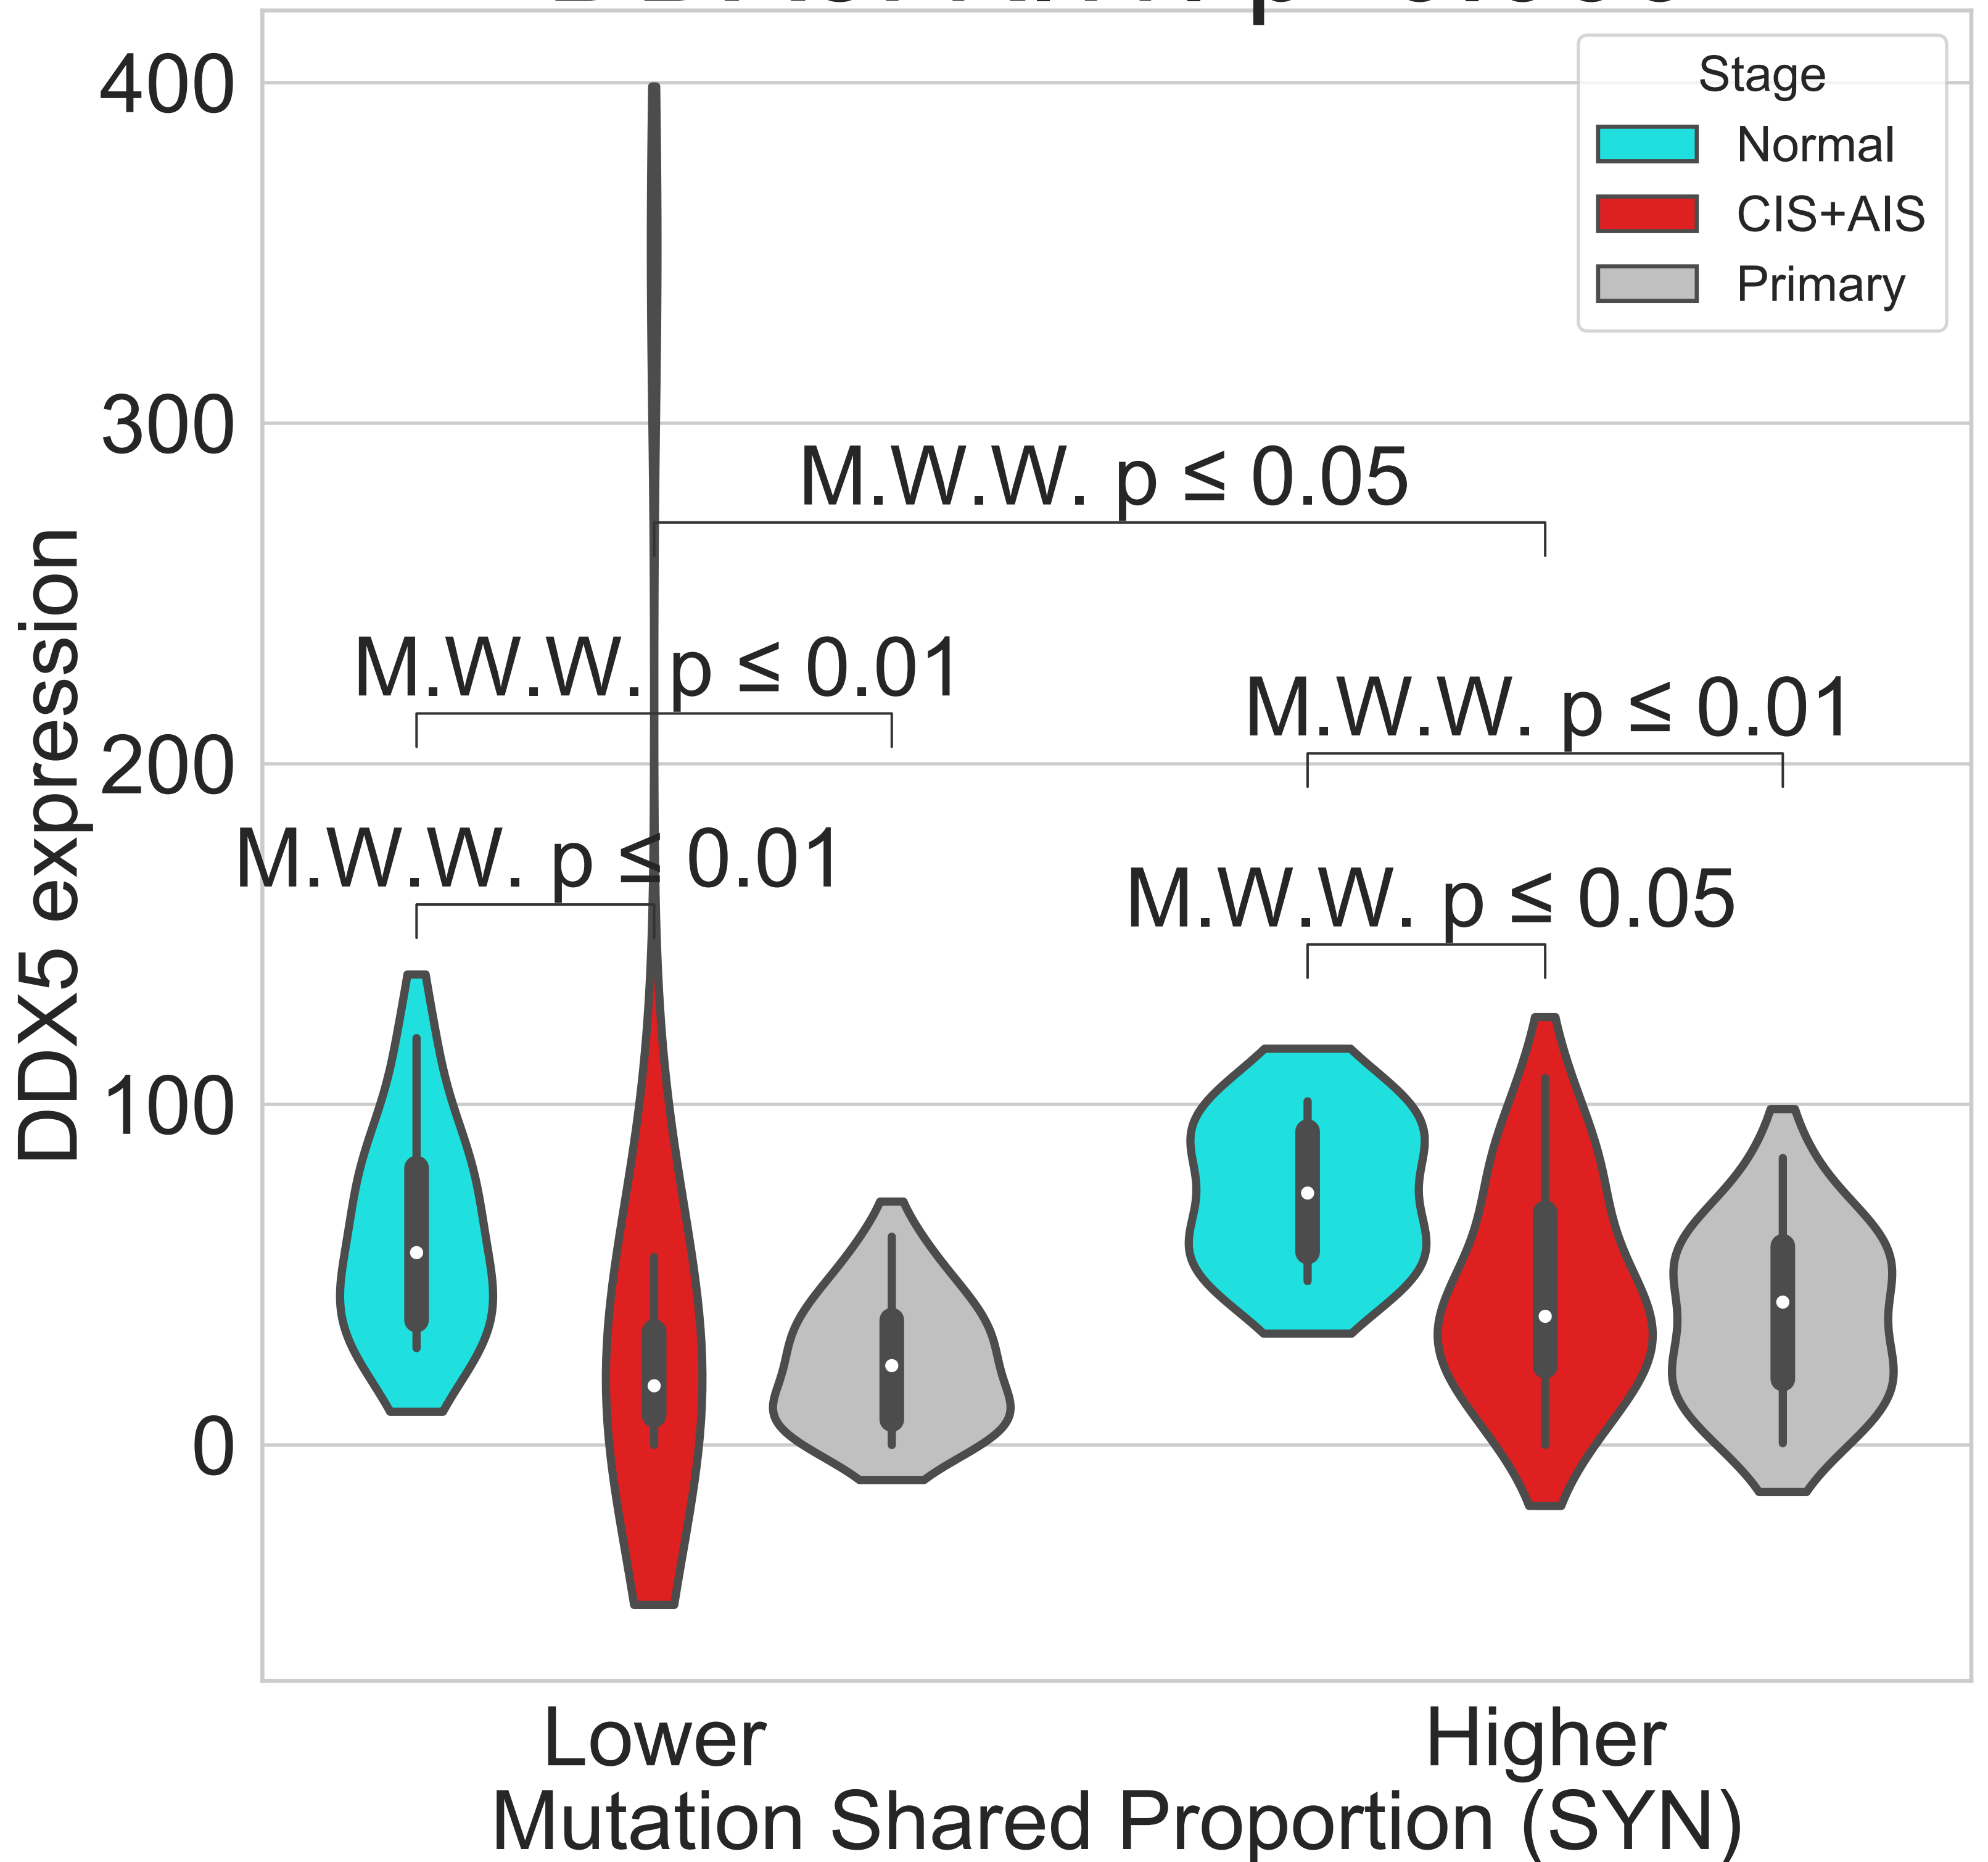 400
300
200
100
0
DDX5 expression
Stage
Normal
CIS+AIS
Primary
M.W.W. p ≤ 0.05
M.W.W. p ≤ 0.01
M.W.W. p ≤ 0.01
M.W.W. p ≤ 0.01
M.W.W. p ≤ 0.05
Lower
Higher
Mutation Shared Proportion (SYN)